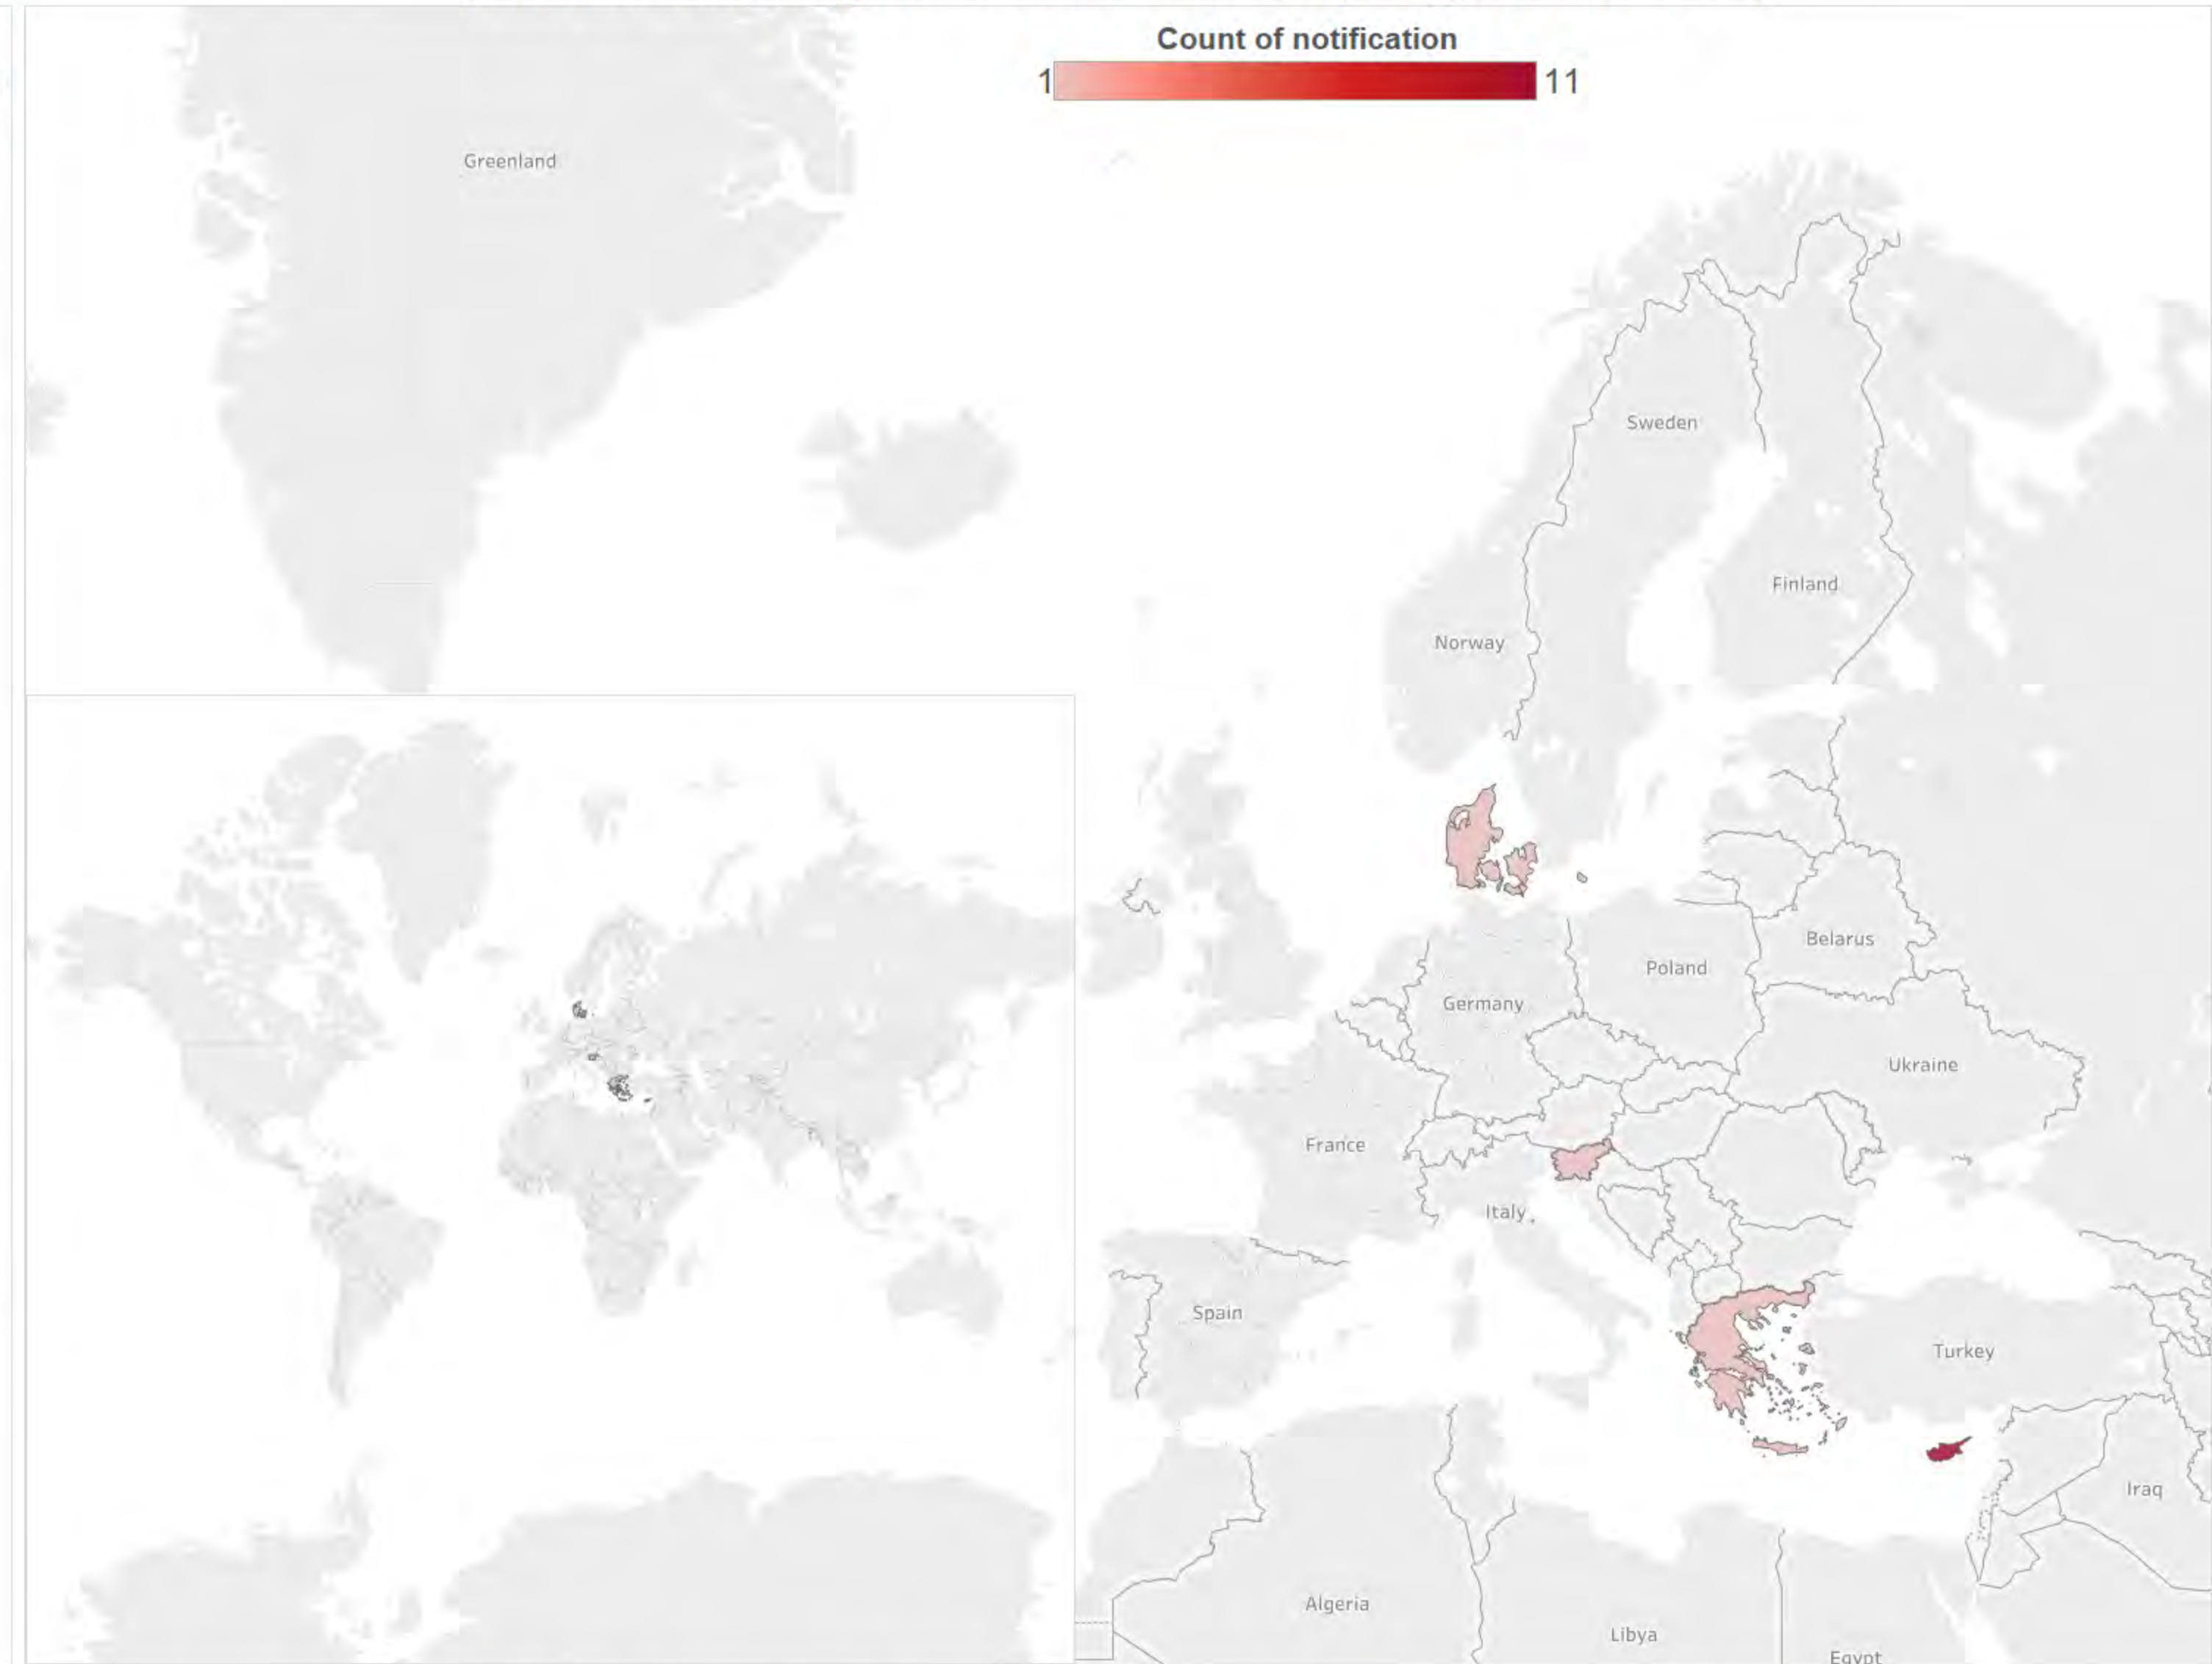 Count of notification
1 11
Greenland
Sweden
Finland
Norway
Belarus
Poland
Germany
Ukraine
France
Italy
Spain
Turkey
Iraq
Algeria
Libya
Egypt